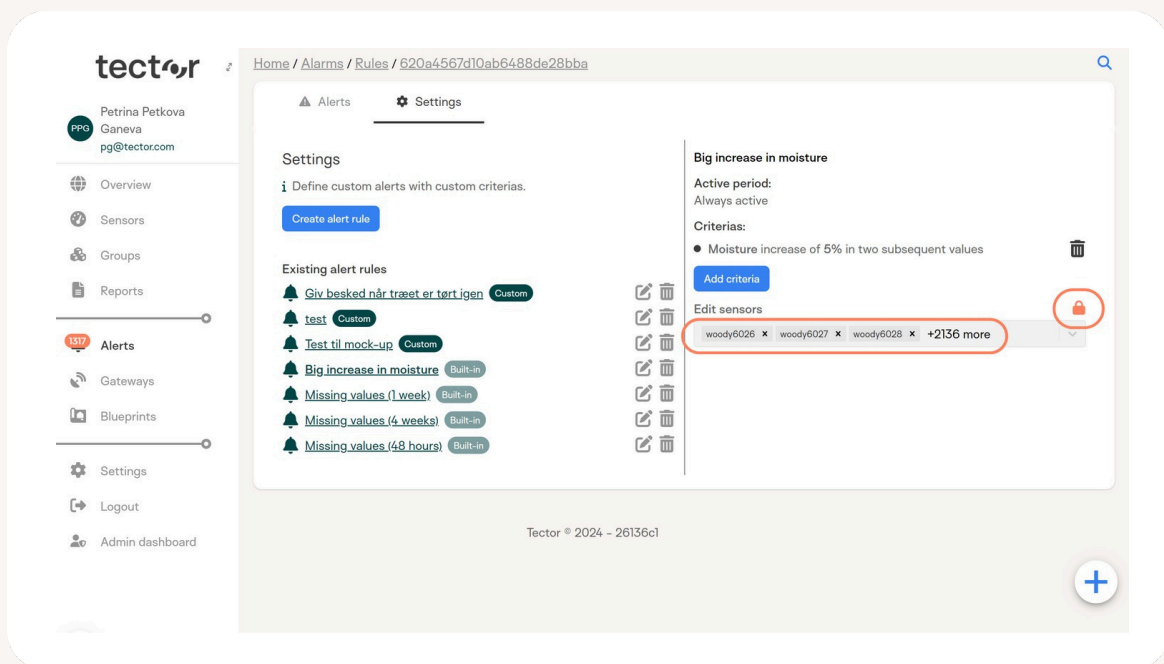 tector
Home / Alarms / Rules / 620a4567d10ab6488de28bba
PPG
Petrina Petkova
Ganeva
pg@tector.com
Overview
Sensors
Groups
Reports
1317 Alerts
Gateways
Blueprints
Settings
Logout
Admin dashboard
Alerts Settings
Settings
i Define custom alerts with custom criterias.
Create alert rule
Existing alert rules
Giv besked når træet er tørt igen Custom
test Custom
Test til mock-up Custom
Big increase in moisture Built-in
Missing values (1 week) Built-in
Missing values (4 weeks) Built-in
Missing values (48 hours) Built-in
Big increase in moisture
Active period:
Always active
Criterias:
Moisture increase of 5% in two subsequent values
Add criteria
Edit sensors
woody6026 × woody6027 × woody6028 × +2136 more
Tector © 2024 - 26136c1